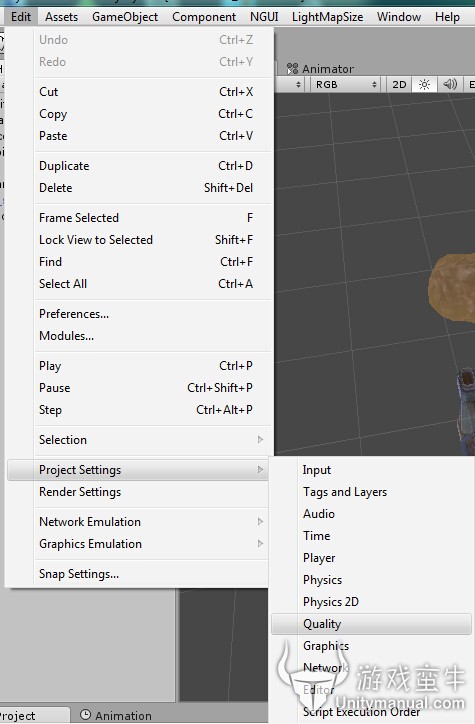 Edit Assets GameObject Component NGUI LightMapSize Window Help
Undo Ctrl+Z
Redo Ctrl+Y
Cut Ctrl+X
Copy Ctrl+C
Paste Ctrl+V
Duplicate Ctrl+D
Delete Shift+Del
Frame Selected F
Lock View to Selected Shift+F
Find Ctrl+F
Select All Ctrl+A
Preferences...
Modules...
Play Ctrl+P
Pause Ctrl+Shift+P
Step Ctrl+Alt+P
Selection
Project Settings
Render Settings
Network Emulation
Graphics Emulation
Snap Settings...
Animator
RGB 2D
Input
Tags and Layers
Audio
Time
Player
Physics
Physics 2D
Quality
Graphics
Network
Editor
Script Execution Order
游戏蛮牛
Unitymanual.com
Project Animation